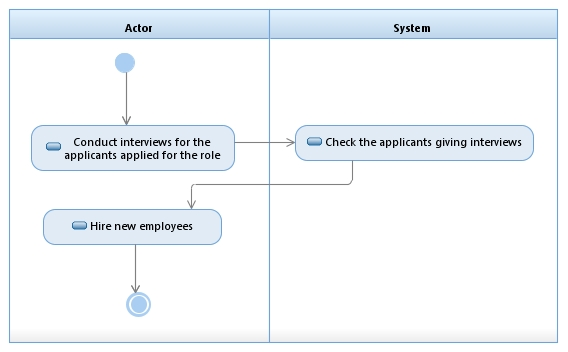 Actor
System
Conduct interviews for the
applicants applied for the role
Check the applicants giving interviews
Hire new employees